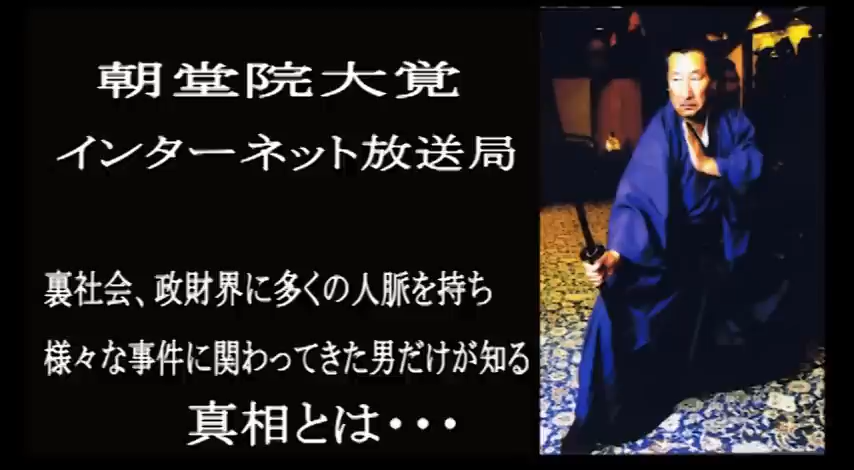 朝堂院大覚
インターネット放送局
裏社会、政財界に多くの人脈を持ち
様々な事件に関わってきた男だけが知る
真相とは・・・